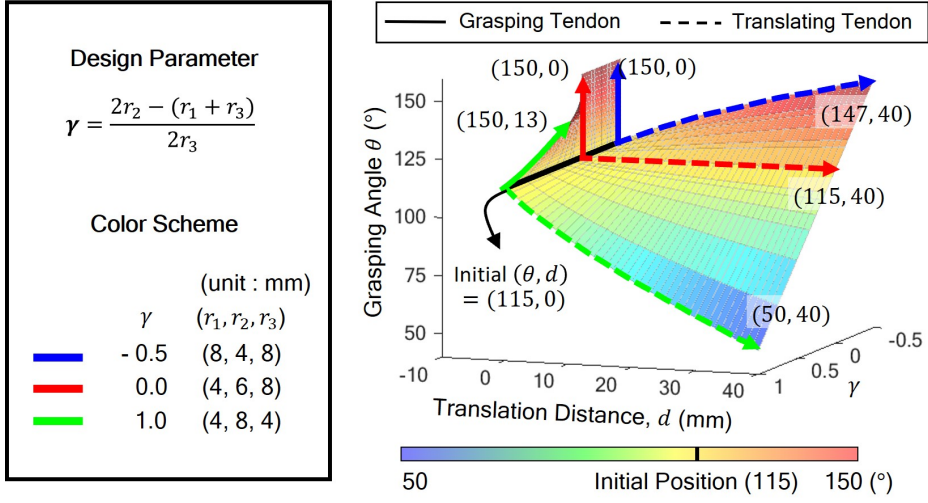 Design Parameter
γ = (2r₂ − (r₁ + r₃)) / 2r₃
Color Scheme
(unit : mm)
γ (r₁, r₂, r₃)
- 0.5 (8, 4, 8)
0.0 (4, 6, 8)
1.0 (4, 8, 4)
Grasping Tendon Translating Tendon
Grasping Angle θ (°)
150
125
100
75
50
(150, 0) (150, 0)
(150, 13)
(147, 40)
(115, 40)
(50, 40)
Initial (θ, d)
= (115, 0)
-10 0 10 20 30 40
Translation Distance, d (mm)
1 0.5 0 -0.5
γ
50 Initial Position (115) 150 (°)